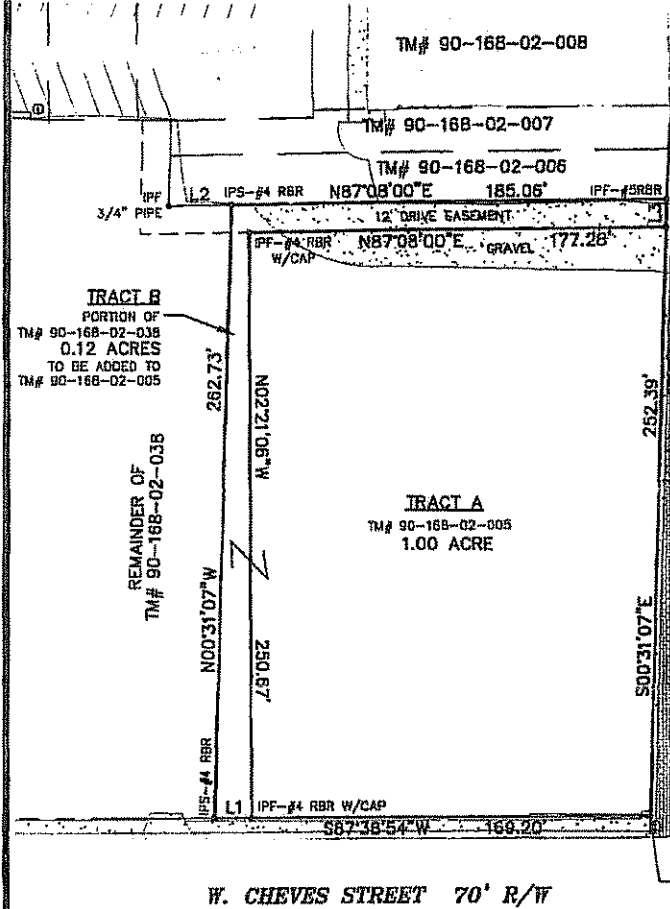 TM# 90-168-02-008
TM# 90-168-02-007
TM# 90-168-02-006
IPF
3/4" PIPE
L2
IPS-#4 RBR
N87°08'00"E
185.06'
IPF-#5RBR
12' DRIVE EASEMENT
L3
IPF-#4 RBR
W/CAP
N87°08'00"E
GRAVEL
177.28'
TRACT B
PORTION OF
TM# 90-168-02-038
0.12 ACRES
TO BE ADDED TO
TM# 90-168-02-005
262.73'
N02°21'06"W
252.39'
REMAINDER OF
TM# 90-168-02-038
TRACT A
TM# 90-168-02-005
1.00 ACRE
N00°31'07"W
250.67'
S00°31'07"E
IPS-#4 RBR
L1
IPF-#4 RBR W/CAP
S87°38'54"W
169.20'
W. CHEVES STREET 70' R/W